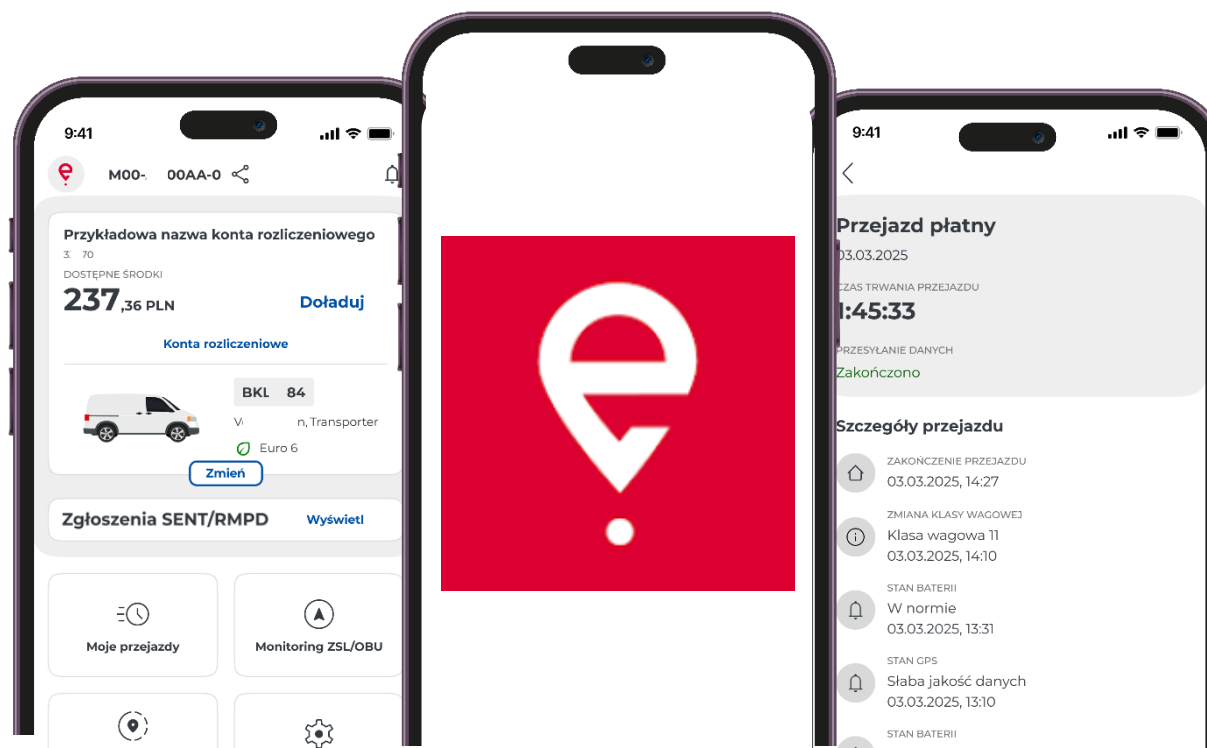 9:41
M00- 00AA-0
Przykładowa nazwa konta rozliczeniowego
3 70
DOSTĘPNE ŚRODKI
237,36 PLN
Doładuj
Konta rozliczeniowe
BKL 84
n, Transporter
Euro 6
Zmień
Zgłoszenia SENT/RMPD
Wyświetl
Moje przejazdy
Monitoring ZSL/OBU
e
9:41
Przejazd płatny
03.03.2025
CZAS TRWANIA PRZEJAZDU
1:45:33
PRZESYŁANIE DANYCH
Zakończono
Szczegóły przejazdu
ZAKOŃCZENIE PRZEJAZDU
03.03.2025, 14:27
ZMIANA KLASY WAGOWEJ
Klasa wagowa 11
03.03.2025, 14:10
STAN BATERII
W normie
03.03.2025, 13:31
STAN GPS
Słaba jakość danych
03.03.2025, 13:10
STAN BATERII